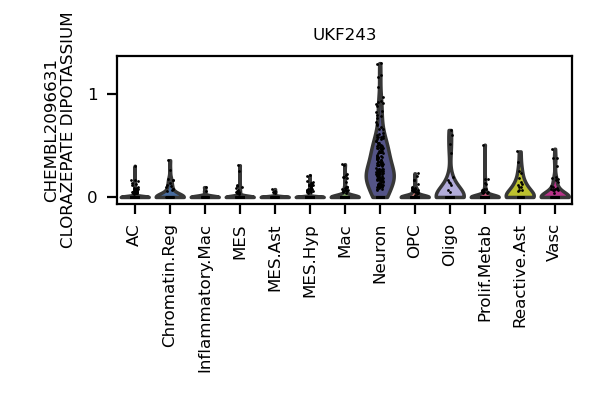 UKF243
CHEMBL2096631
CLORAZEPATE DIPOTASSIUM
1
0
AC
Chromatin.Reg
Inflammatory.Mac
MES
MES.Ast
MES.Hyp
Mac
Neuron
OPC
Oligo
Prolif.Metab
Reactive.Ast
Vasc